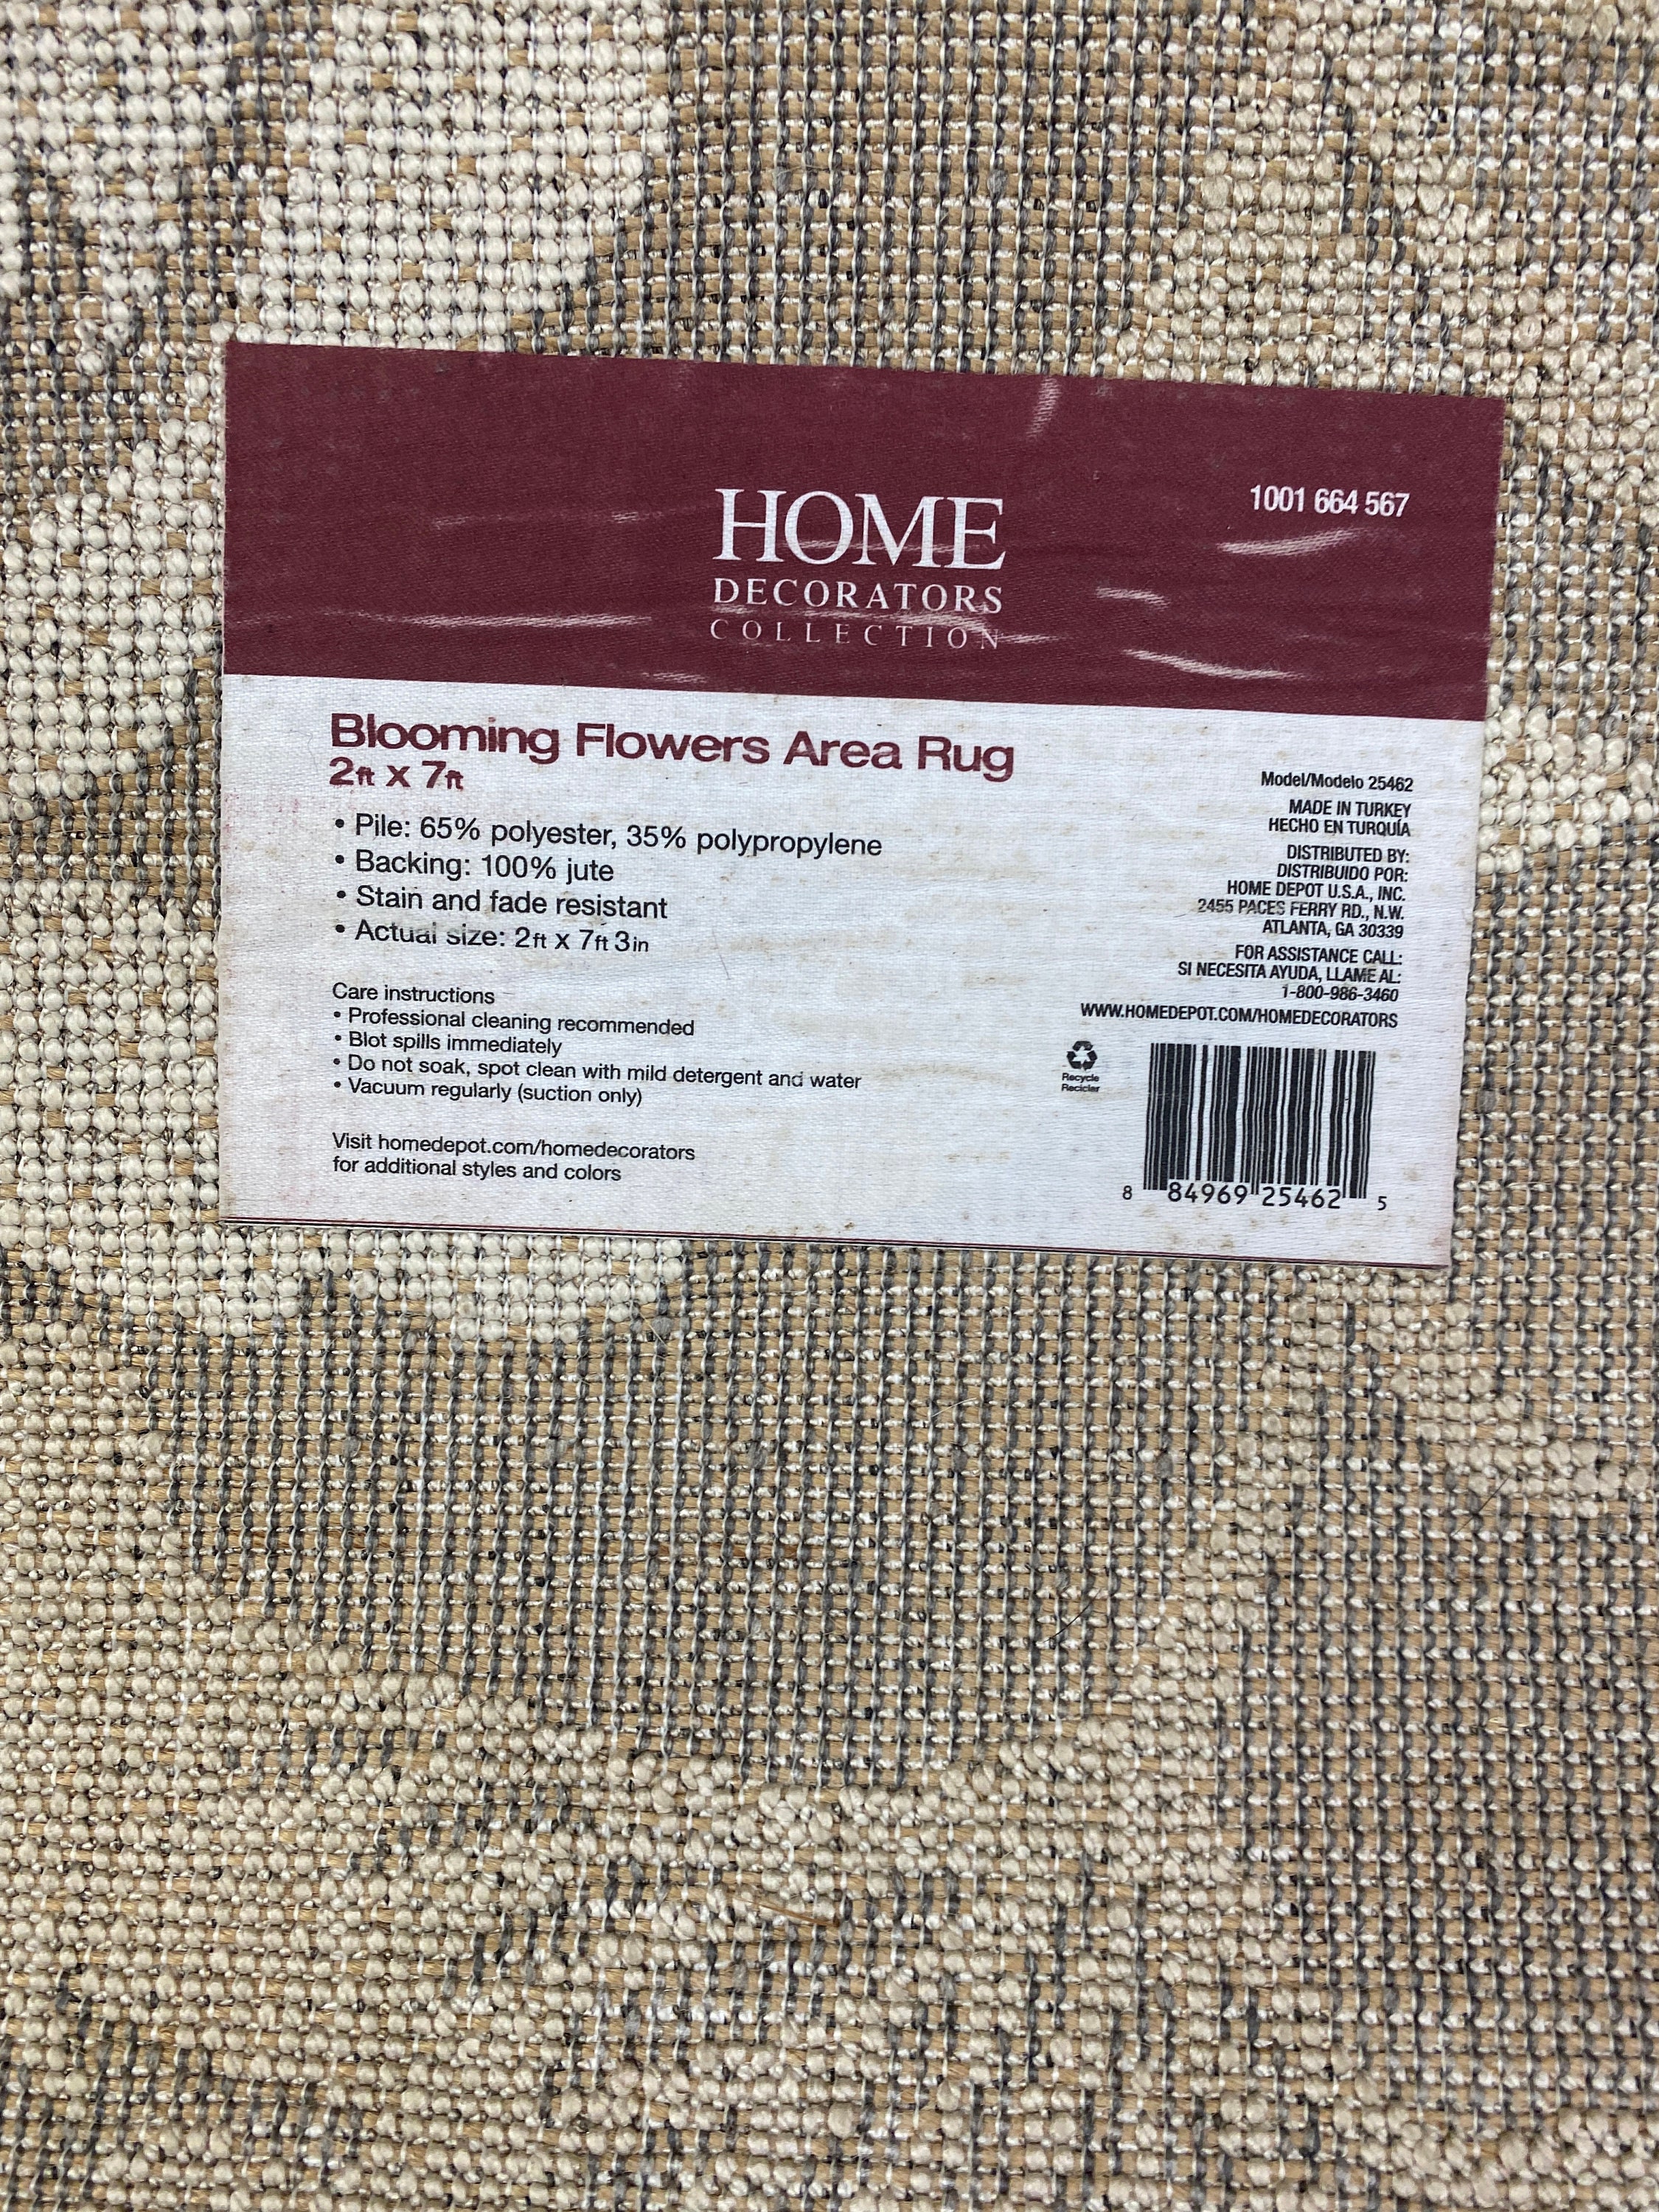 HOME
DECORATORS
COLLECTION
1001 664 567
Blooming Flowers Area Rug
2ft X 7ft
• Pile: 65% polyester, 35% polypropylene
• Backing: 100% jute
• Stain and fade resistant
• Actual size: 2ft X 7ft 3in
Care instructions
• Professional cleaning recommended
• Blot spills immediately
• Do not soak, spot clean with mild detergent and water
• Vacuum regularly (suction only)
Visit homedepot.com/homedecorators
for additional styles and colors
Model/Modelo 25462
MADE IN TURKEY
HECHO EN TURQUÍA
DISTRIBUTED BY:
DISTRIBUIDO POR:
HOME DEPOT U.S.A., INC.
2455 PACES FERRY RD., N.W.
ATLANTA, GA 30339
FOR ASSISTANCE CALL:
SI NECESITA AYUDA, LLAME AL:
1-800-986-3460
WWW.HOMEDEPOT.COM/HOMEDECORATORS
Recycle
Reciclar
8 84969 25462 5